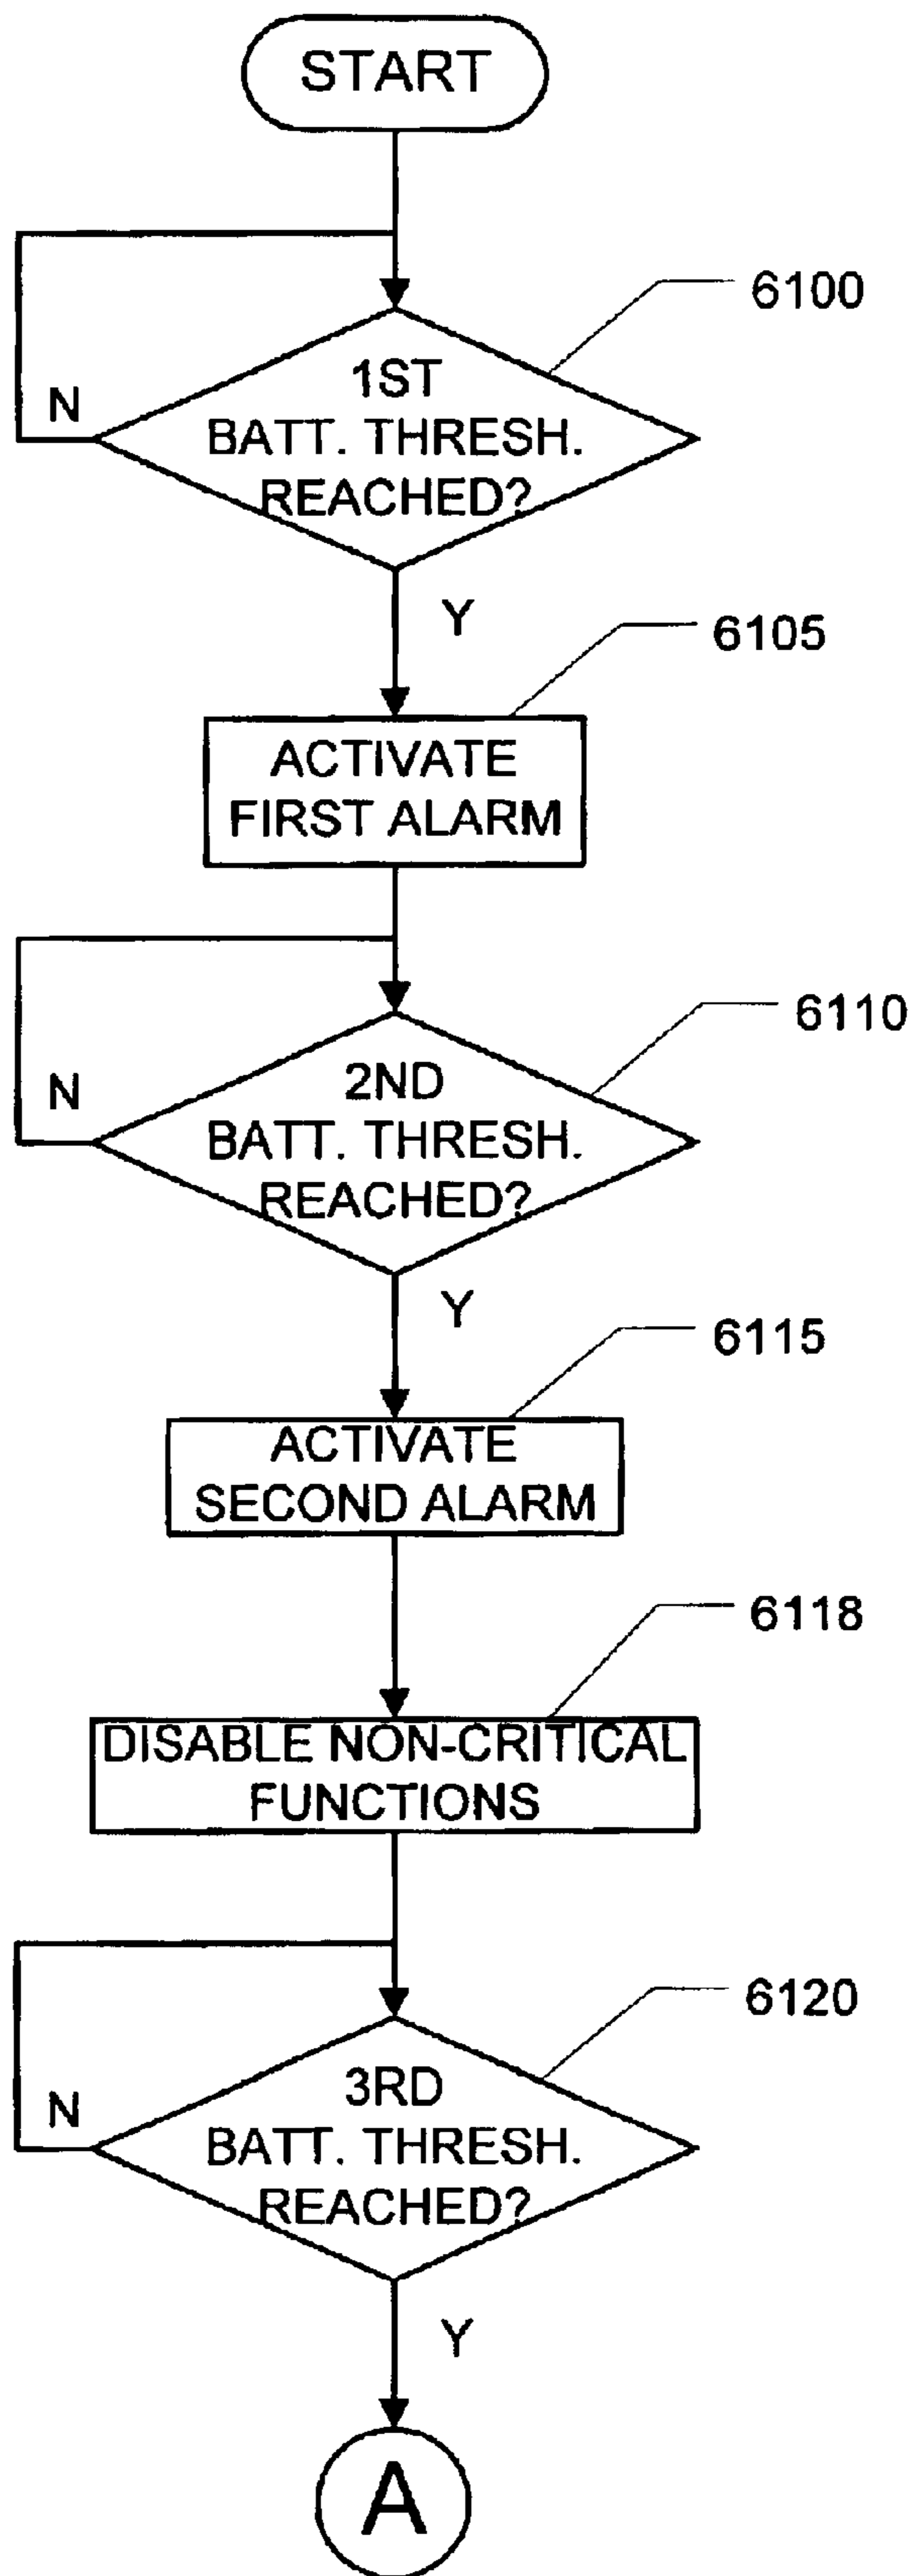 START
6100
1ST
BATT. THRESH.
REACHED?
N
Y
6105
ACTIVATE
FIRST ALARM
6110
2ND
BATT. THRESH.
REACHED?
N
Y
6115
ACTIVATE
SECOND ALARM
6118
DISABLE NON-CRITICAL
FUNCTIONS
6120
3RD
BATT. THRESH.
REACHED?
N
Y
A